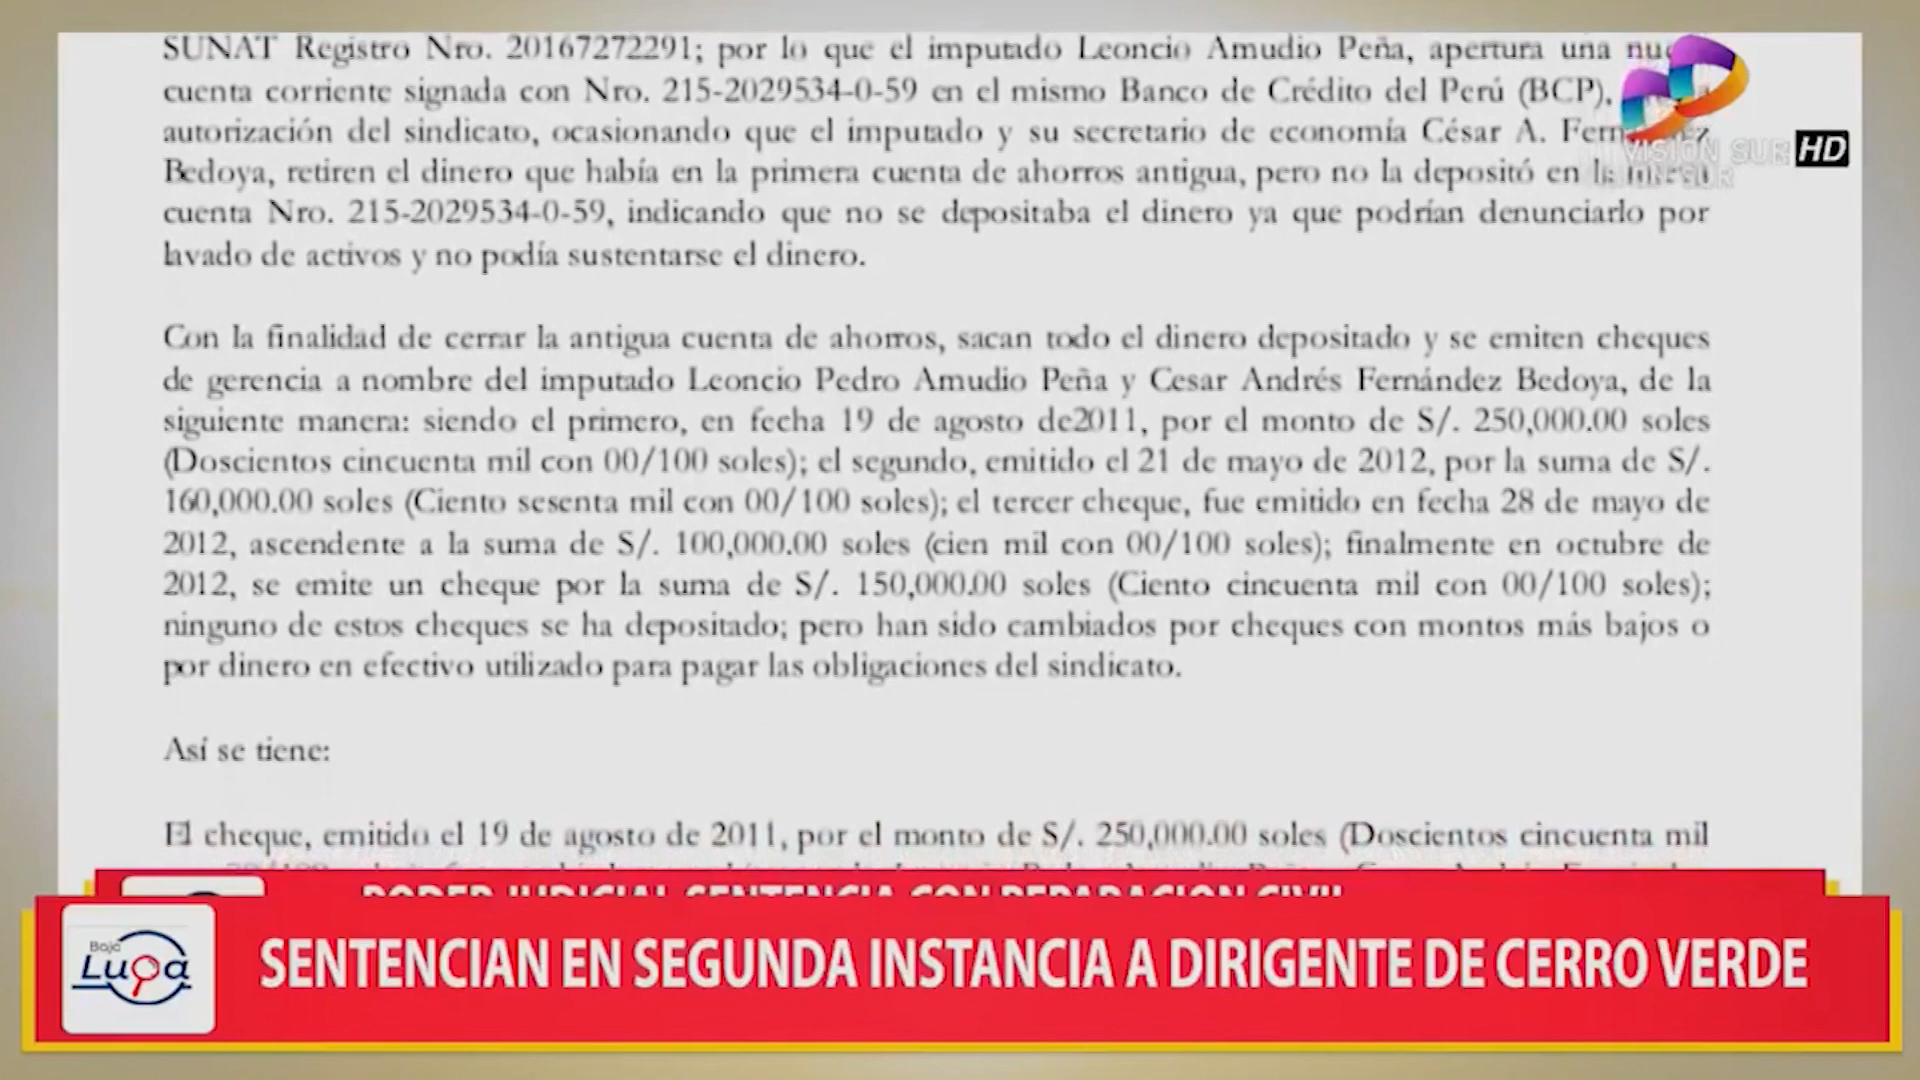 SUNAT Registro Nro. 20167272291; por lo que el imputado Leoncio Amudio Peña, apertura una
cuenta corriente signada con Nro. 215-2029534-0-59 en el mismo Banco de Crédito del Perú (BCP),
autorización del sindicato, ocasionando que el imputado y su secretario de economía César A.
Bedoya, retiren el dinero que había en la primera cuenta de ahorros antigua, pero no la depositó en la
cuenta Nro. 215-2029534-0-59, indicando que no se depositaba el dinero ya que podrían denunciarlo por
lavado de activos y no podía sustentarse el dinero.
Con la finalidad de cerrar la antigua cuenta de ahorros, sacan todo el dinero depositado y se emiten cheques
de gerencia a nombre del imputado Leoncio Pedro Amudio Peña y Cesar Andrés Fernández Bedoya, de la
siguiente manera: siendo el primero, en fecha 19 de agosto de2011, por el monto de S/. 250,000.00 soles
(Doscientos cincuenta mil con 00/100 soles); el segundo, emitido el 21 de mayo de 2012, por la suma de S/.
160,000.00 soles (Ciento sesenta mil con 00/100 soles); el tercer cheque, fue emitido en fecha 28 de mayo de
2012, ascendente a la suma de S/. 100,000.00 soles (cien mil con 00/100 soles); finalmente en octubre de
2012, se emite un cheque por la suma de S/. 150,000.00 soles (Ciento cincuenta mil con 00/100 soles);
ninguno de estos cheques se ha depositado; pero han sido cambiados por cheques con montos más bajos o
por dinero en efectivo utilizado para pagar las obligaciones del sindicato.
Así se tiene:
El cheque, emitido el 19 de agosto de 2011, por el monto de S/. 250,000.00 soles (Doscientos cincuenta mil
PODER JUDICIAL SENTENCIA CON REPARACION CIVIL
Bajo
Lupa
SENTENCIAN EN SEGUNDA INSTANCIA A DIRIGENTE DE CERRO VERDE
VISIÓN SUR HD